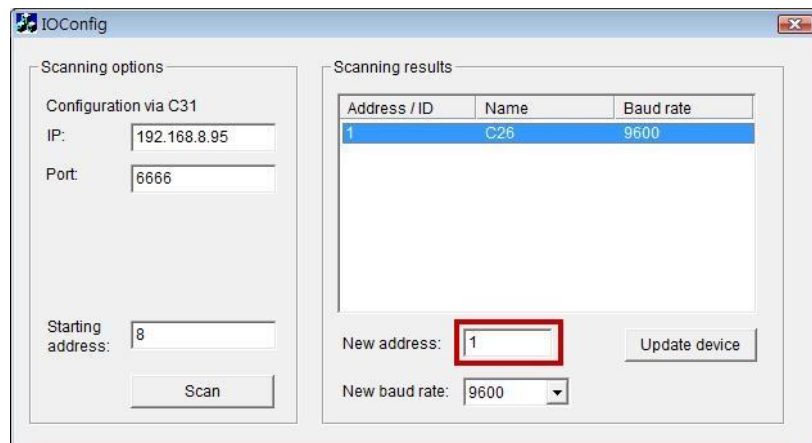 IOConfig
Scanning options
Configuration via C31
IP: 192.168.8.95
Port: 6666
Starting address: 8
Scan
Scanning results
Address / ID Name Baud rate
1 C26 9600
New address: 1
Update device
New baud rate: 9600